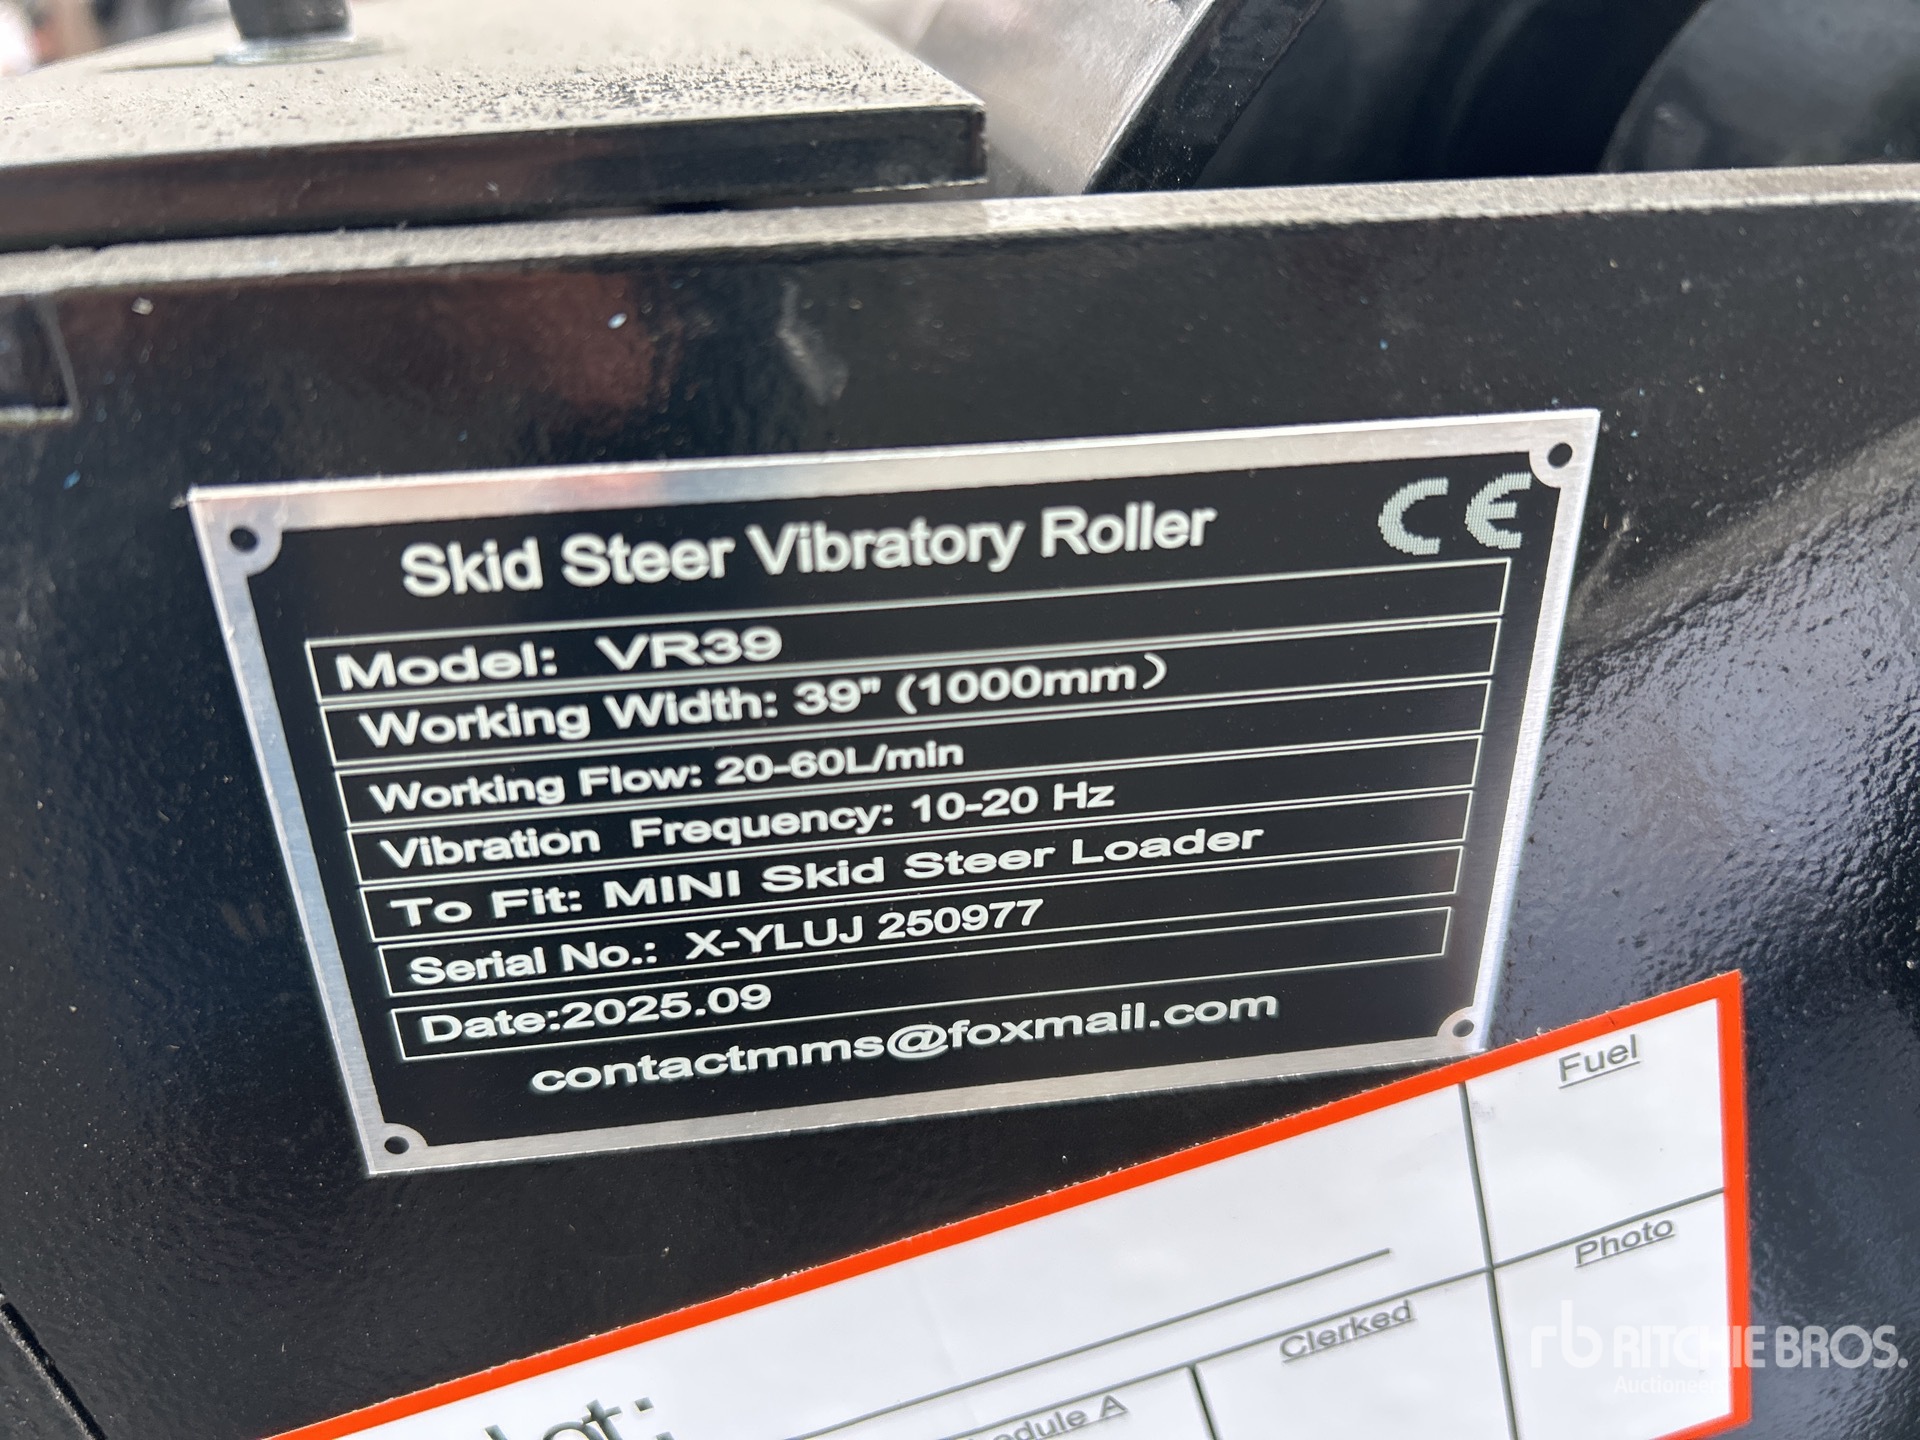 Skid Steer Vibratory Roller
CE
Model: VR39
Working Width: 39" (1000mm）
Working Flow: 20-60L/min
Vibration Frequency: 10-20 Hz
To Fit: MINI Skid Steer Loader
Serial No.: X-YLUJ 250977
Date:2025.09
contactmms@foxmail.com
Fuel
Photo
Clerked
A
rb RITCHIE BROS.
Auctioneers